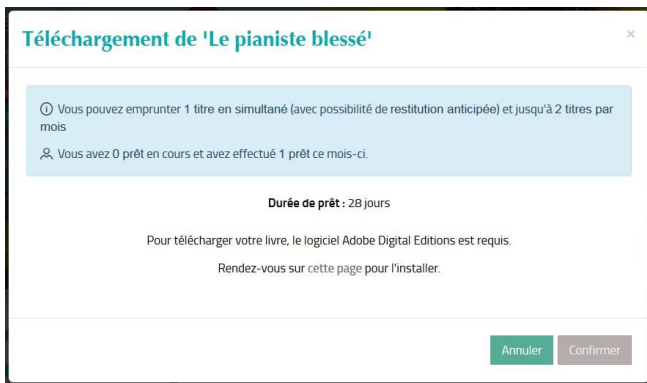 Téléchargement de 'Le pianiste blessé'
×
Vous pouvez emprunter 1 titre en simultané (avec possibilité de restitution anticipée) et jusqu'à 2 titres par
mois
Vous avez 0 prêt en cours et avez effectué 1 prêt ce mois-ci.
Durée de prêt : 28 jours
Pour télécharger votre livre, le logiciel Adobe Digital Editions est requis.
Rendez-vous sur cette page pour l'installer.
Annuler Confirmer